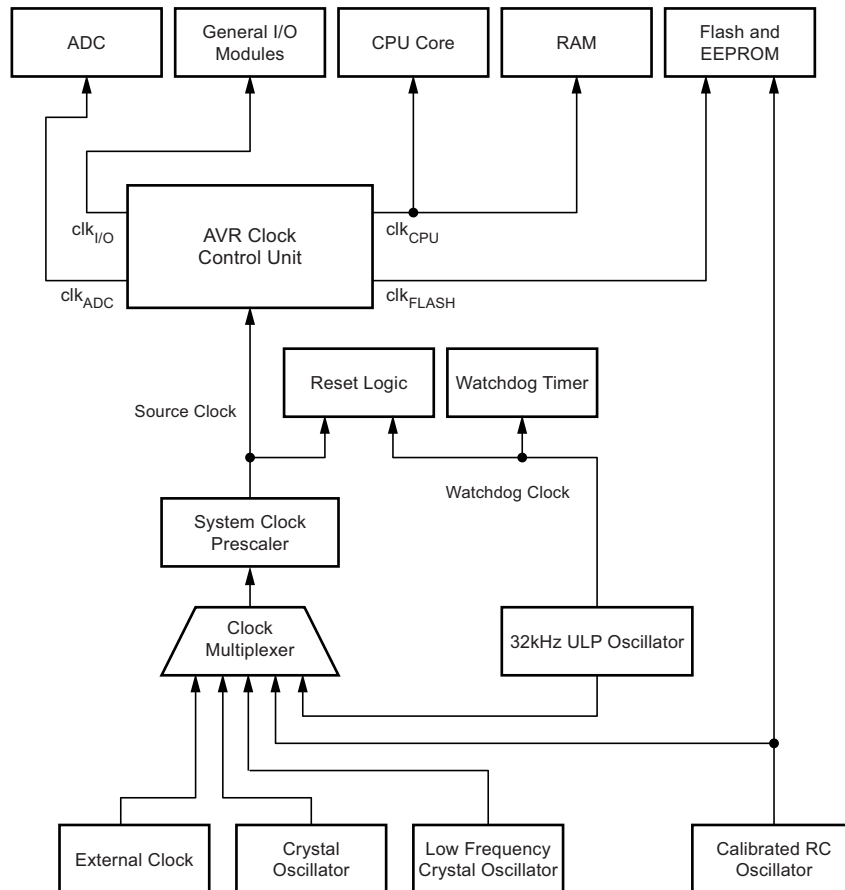 ADC
General I/O
Modules
CPU Core
RAM
Flash and
EEPROM
clkI/O
AVR Clock
Control Unit
clkCPU
clkADC
clkFLASH
Source Clock
Reset Logic
Watchdog Timer
Watchdog Clock
System Clock
Prescaler
Clock
Multiplexer
32kHz ULP Oscillator
External Clock
Crystal
Oscillator
Low Frequency
Crystal Oscillator
Calibrated RC
Oscillator